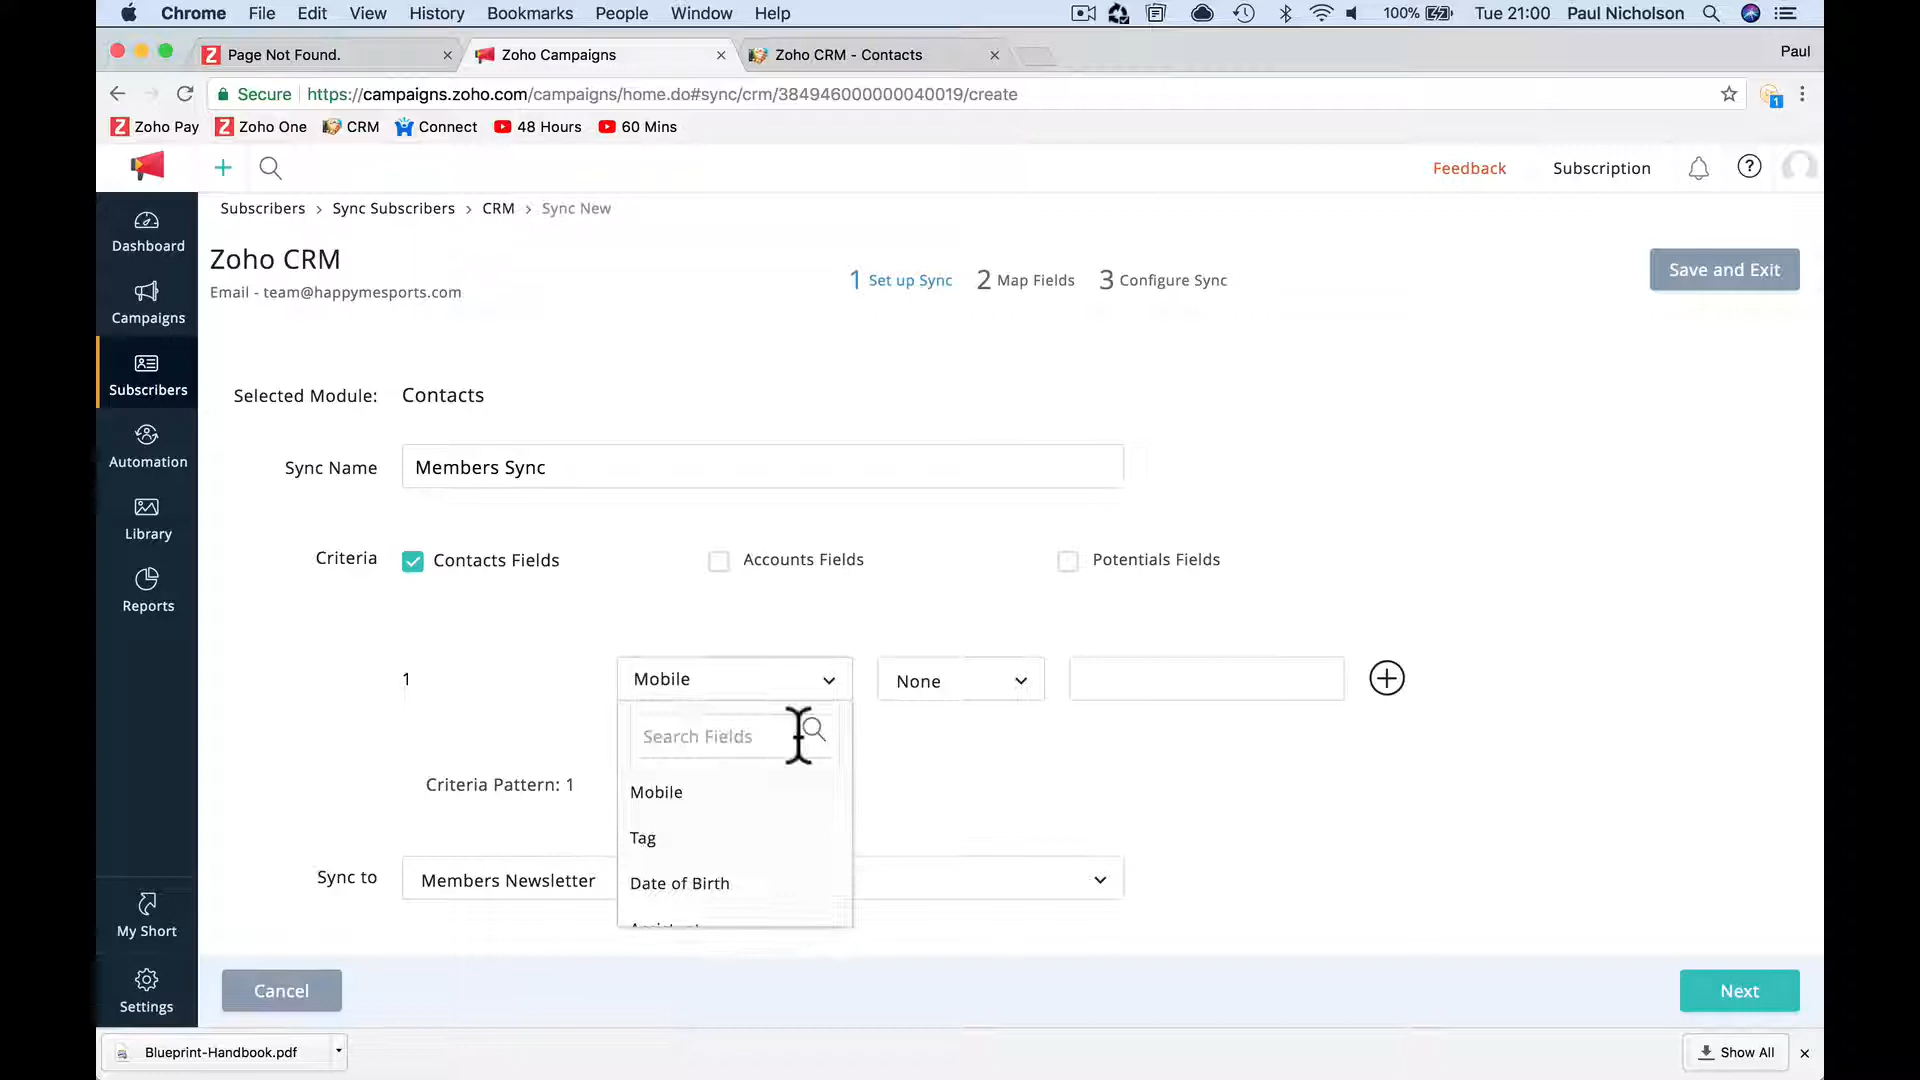 Chrome File Edit View History Bookmarks People Window Help 100% Tue 21:00 Paul Nicholson
Page Not Found. Zoho Campaigns Zoho CRM - Contacts Paul
Secure https://campaigns.zoho.com/campaigns/home.do#sync/crm/384946000000040019/create 1
Zoho Pay Zoho One CRM Connect 48 Hours 60 Mins
Feedback Subscription
Subscribers > Sync Subscribers > CRM > Sync New
Dashboard
Zoho CRM
Email - team@happymesports.com
1 Set up Sync 2 Map Fields 3 Configure Sync
Save and Exit
Campaigns
Subscribers
Selected Module: Contacts
Automation
Sync Name Members Sync
Library
Criteria Contacts Fields Accounts Fields Potentials Fields
Reports
1 Mobile None
Search Fields
Criteria Pattern: 1
Mobile
Tag
Sync to Members Newsletter
Date of Birth
My Short
Cancel Next
Settings
Blueprint-Handbook.pdf Show All